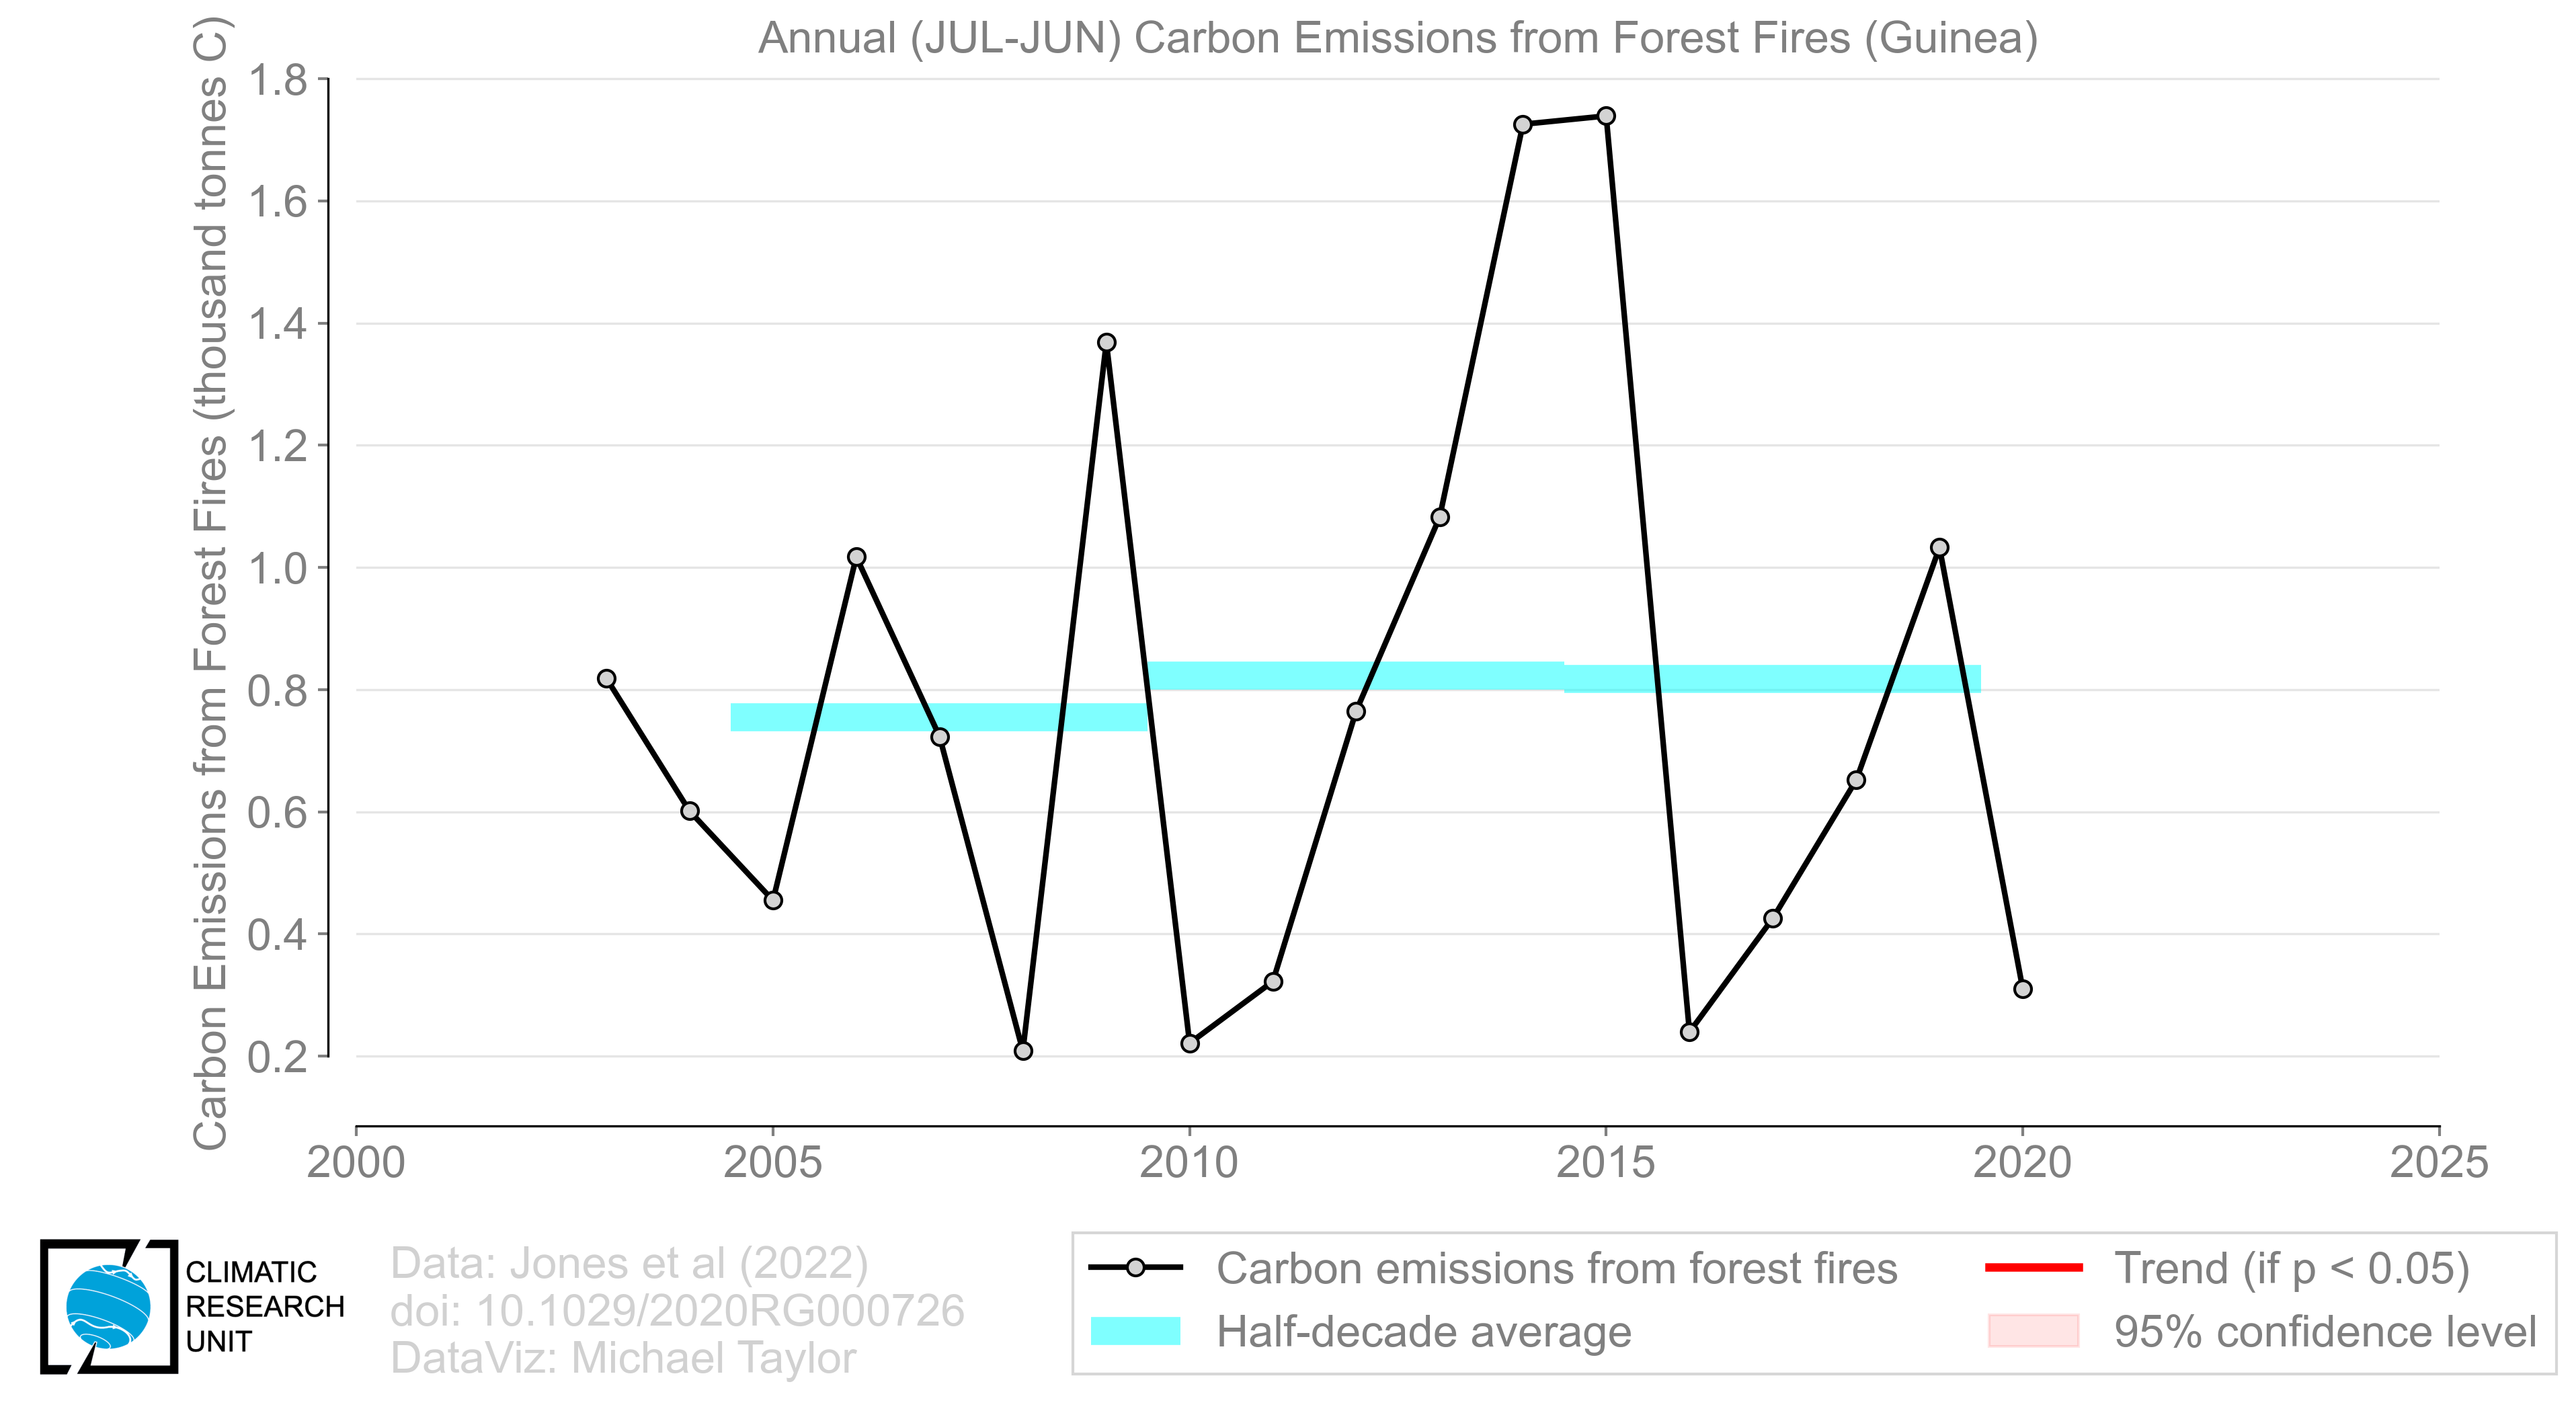 Annual (JUL-JUN) Carbon Emissions from Forest Fires (Guinea)
Carbon Emissions from Forest Fires (thousand tonnes C)
1.8
1.6
1.4
1.2
1.0
0.8
0.6
0.4
0.2
2000 2005 2010 2015 2020 2025
CLIMATIC
RESEARCH
UNIT
Data: Jones et al (2022)
doi: 10.1029/2020RG000726
DataViz: Michael Taylor
Carbon emissions from forest fires
Half-decade average
Trend (if p < 0.05)
95% confidence level